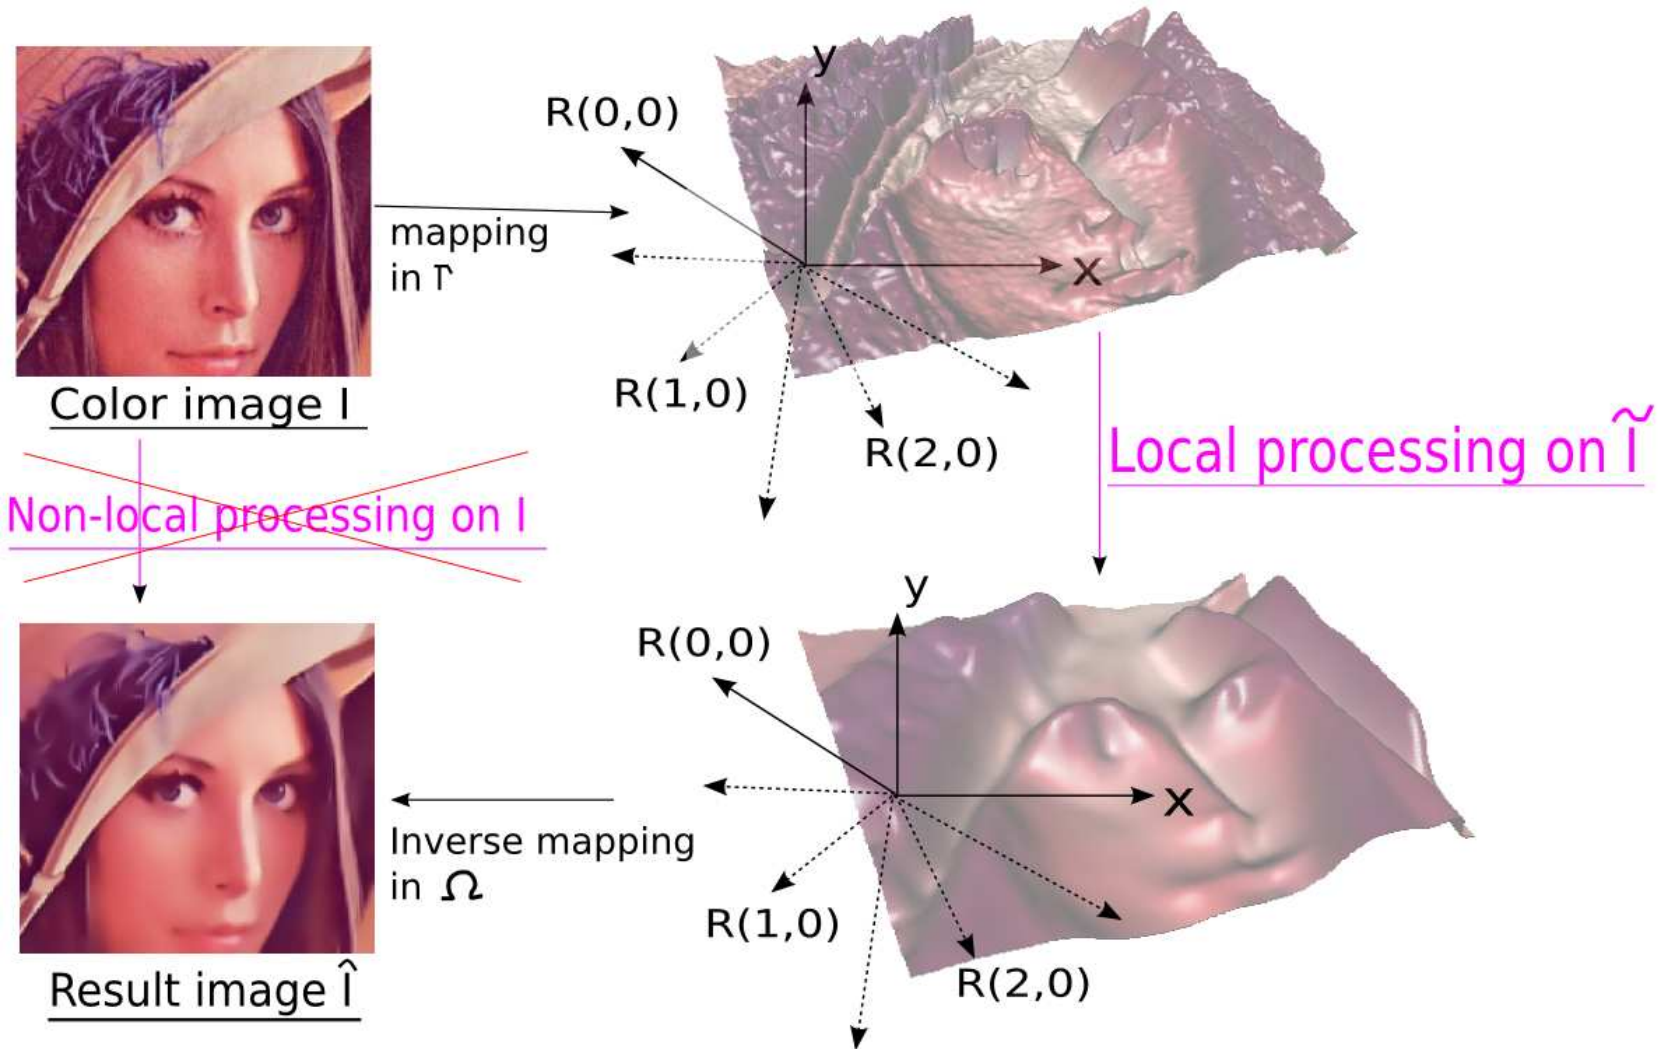 y
R(0,0)
mapping
in Γ
x
R(1,0)
Color image I
R(2,0)
Local processing on Ĩ
Non-local processing on I
y
R(0,0)
x
Inverse mapping
in Ω
R(1,0)
R(2,0)
Result image Î